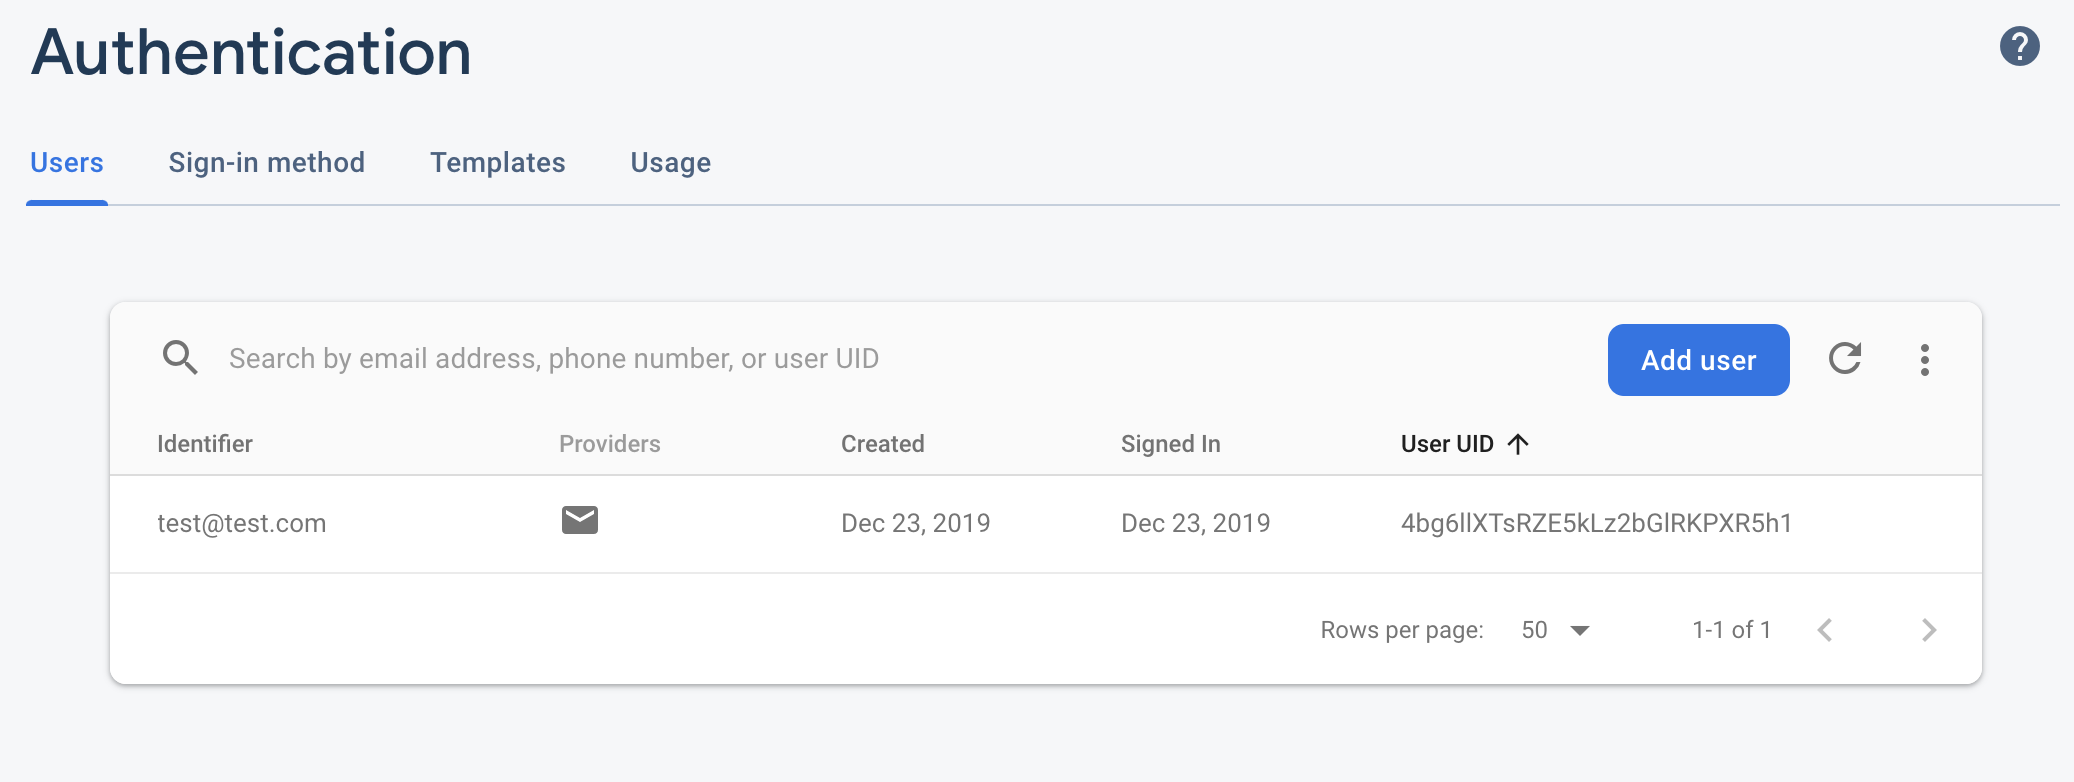 Authentication
?
Users Sign-in method Templates Usage
Search by email address, phone number, or user UID Add user
Identifier Providers Created Signed In User UID
test@test.com Dec 23, 2019 Dec 23, 2019 4bg6llXTsRZE5kLz2bGlRKPXR5h1
Rows per page: 50 1-1 of 1